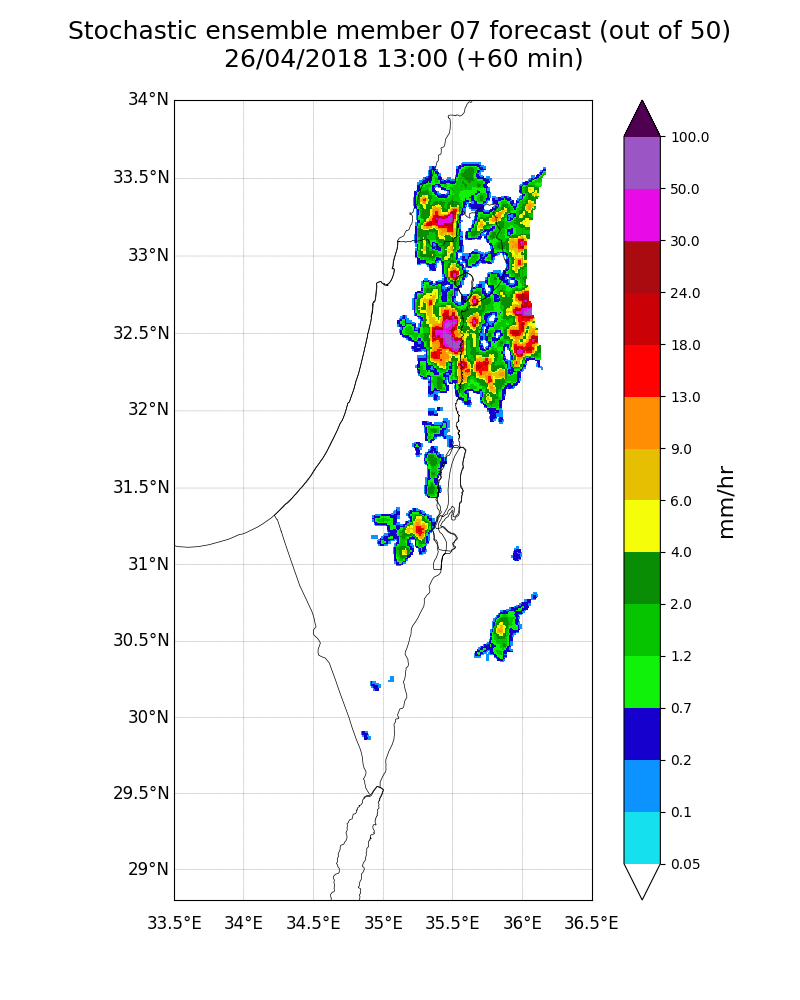 Stochastic ensemble member 07 forecast (out of 50)
26/04/2018 13:00 (+60 min)
34°N
33.5°N
33°N
32.5°N
32°N
31.5°N
31°N
30.5°N
30°N
29.5°N
29°N
33.5°E 34°E 34.5°E 35°E 35.5°E 36°E 36.5°E
100.0
50.0
30.0
24.0
18.0
13.0
9.0
6.0
4.0
2.0
1.2
0.7
0.2
0.1
0.05
mm/hr